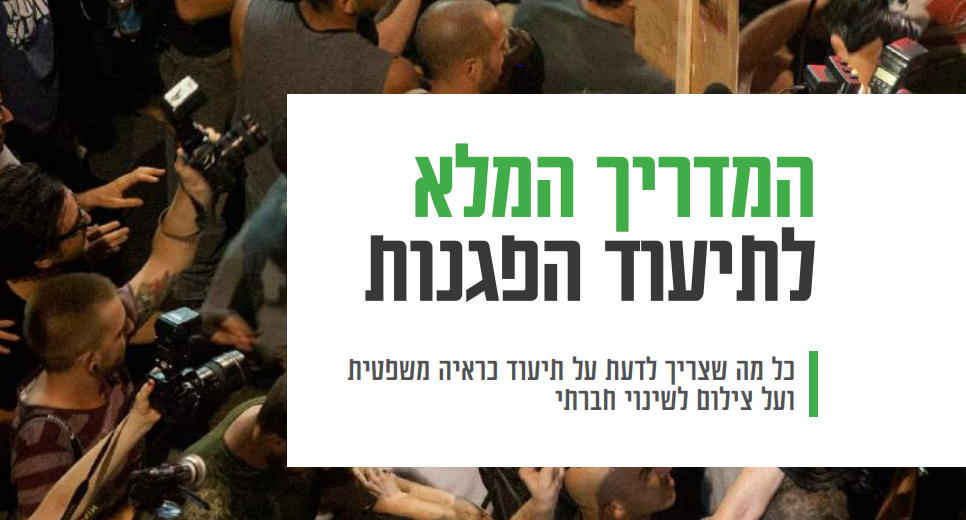 המדריך המלא
לתיעוד הפגנות
כל מה שצריך לדעת על תיעוד כראיה משפטית
ועל צילום לשינוי חברתי